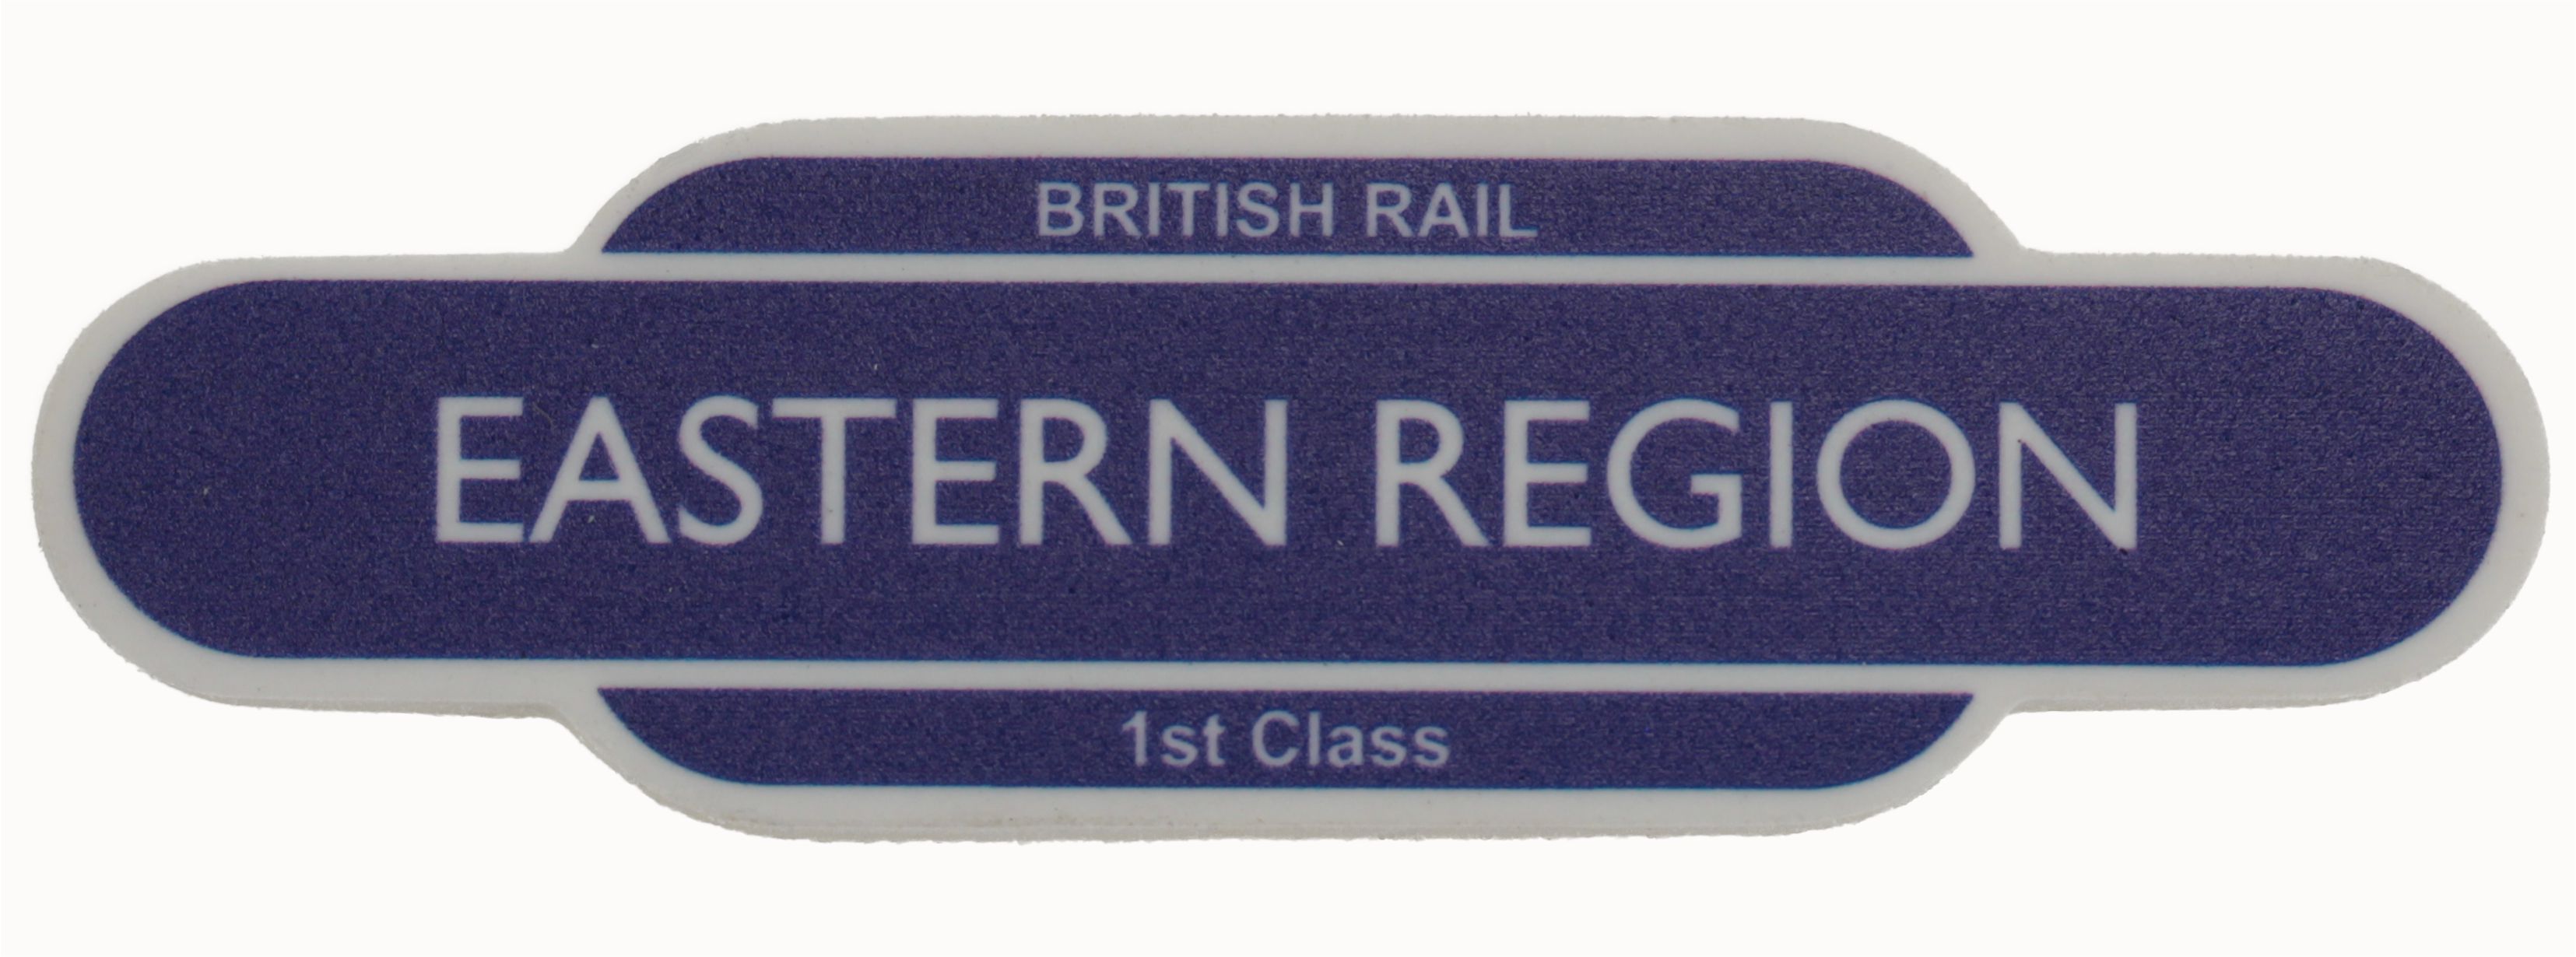 BRITISH RAIL
EASTERN REGION
1st Class